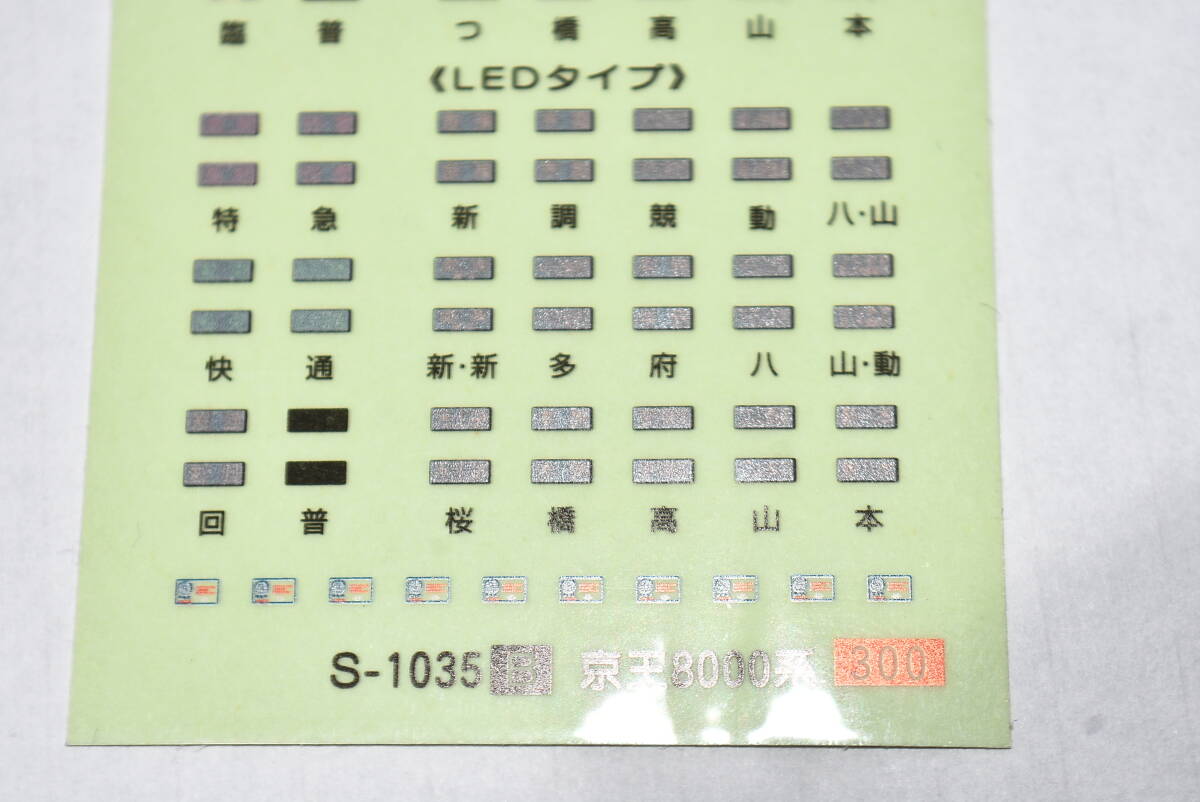 臨 普 つ 橋 高 山 本
《LEDタイプ》
特 急 新 調 競 動 八・山
快 通 新・新 多 府 八 山・動
回 普 桜 橋 高 山 本
S-1035 B 京王8000系 300